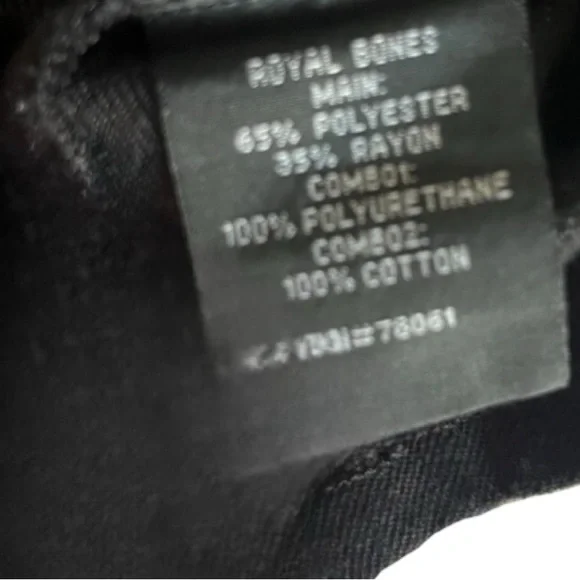 ROYAL BONES
MAIN:
65% POLYESTER
35% RAYON
COMBO1:
100% POLYURETHANE
COMBO2:
100% COTTON
#78061